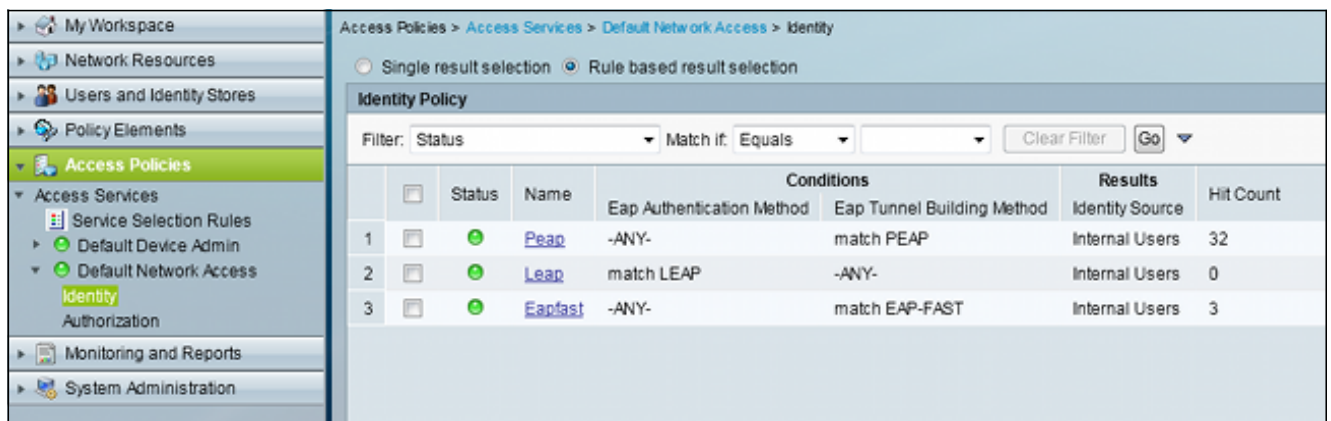 My Workspace
Network Resources
Users and Identity Stores
Policy Elements
Access Policies
Access Services
Service Selection Rules
Default Device Admin
Default Network Access
Identity
Authorization
Monitoring and Reports
System Administration
Access Policies > Access Services > Default Network Access > Identity
Single result selection Rule based result selection
Identity Policy
Filter: Status Match if: Equals Clear Filter Go
Conditions Results
Status Name Eap Authentication Method Eap Tunnel Building Method Identity Source Hit Count
1 Peap -ANY- match PEAP Internal Users 32
2 Leap match LEAP -ANY- Internal Users 0
3 Eapfast -ANY- match EAP-FAST Internal Users 3